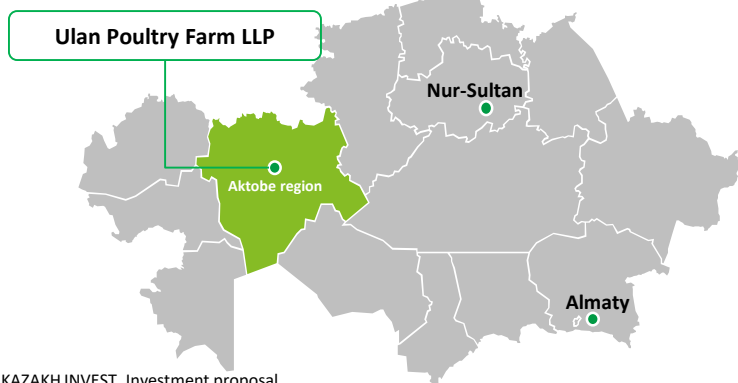 Ulan Poultry Farm LLP
Nur-Sultan
Aktobe region
Almaty
KAZAKH INVEST. Investment proposal